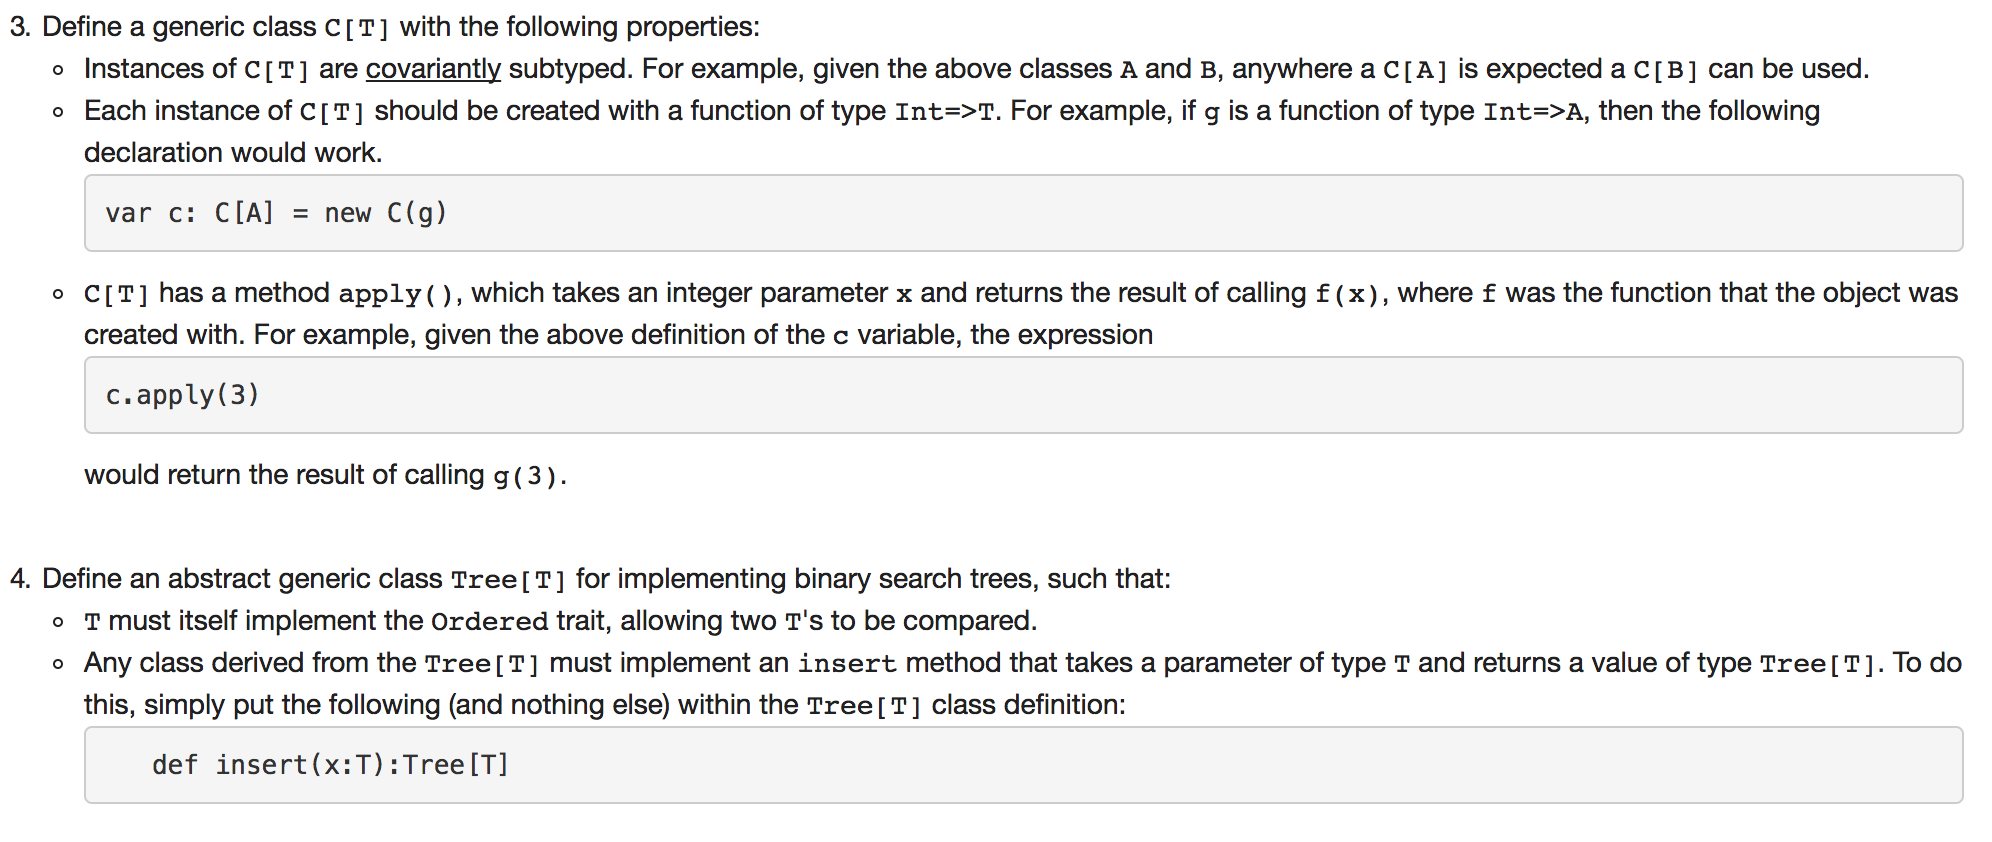 3. Define a generic class C[T] with the following properties:
◦ Instances of C[T] are covariantly subtyped. For example, given the above classes A and B, anywhere a C[A] is expected a C[B] can be used.
◦ Each instance of C[T] should be created with a function of type Int=>T. For example, if g is a function of type Int=>A, then the following
declaration would work.
var c: C[A] = new C(g)
◦ C[T] has a method apply(), which takes an integer parameter x and returns the result of calling f(x), where f was the function that the object was
created with. For example, given the above definition of the c variable, the expression
c.apply(3)
would return the result of calling g(3).
4. Define an abstract generic class Tree[T] for implementing binary search trees, such that:
◦ T must itself implement the Ordered trait, allowing two T's to be compared.
◦ Any class derived from the Tree[T] must implement an insert method that takes a parameter of type T and returns a value of type Tree[T]. To do
this, simply put the following (and nothing else) within the Tree[T] class definition:
def insert(x:T):Tree[T]